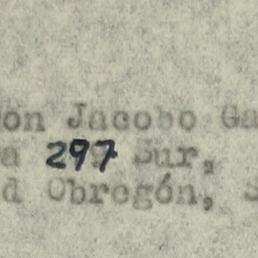 on Jacobo Ga
a 297 Sur,
d Obregón, S